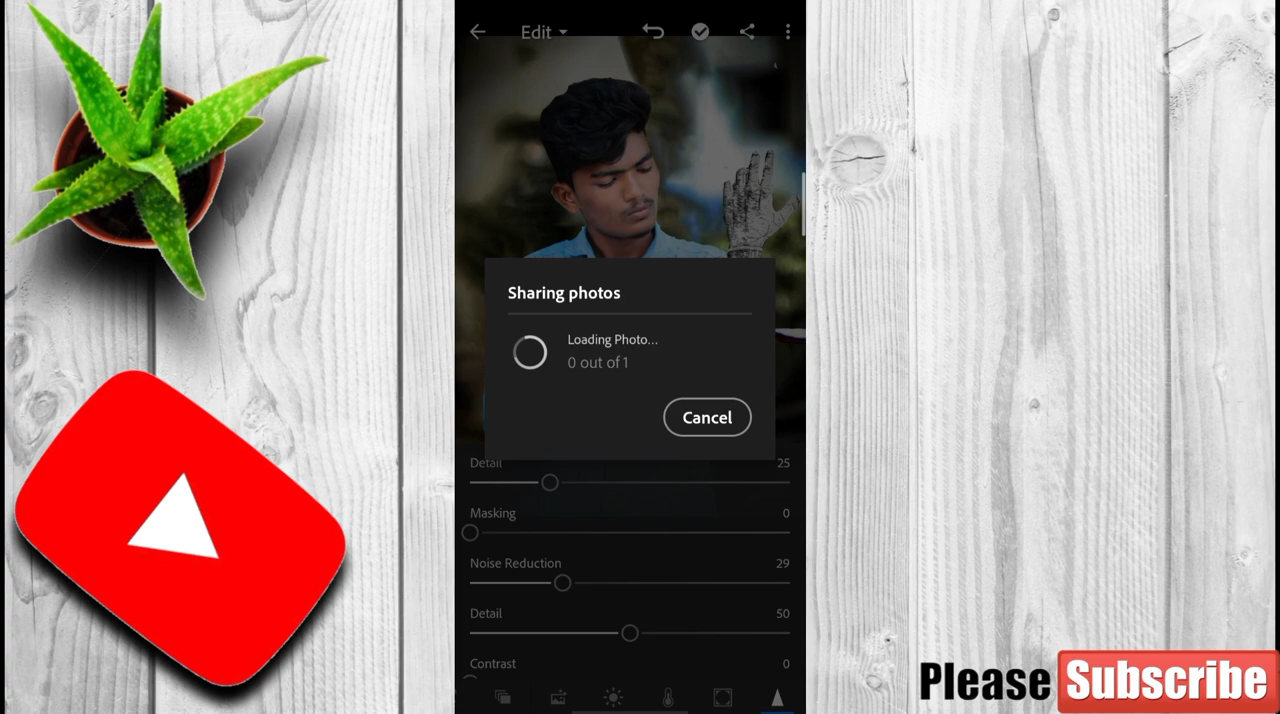 Edit
Sharing photos
Loading Photo...
0 out of 1
Cancel
Detail 25
Masking 0
Noise Reduction 29
Detail 50
Contrast 0
Please Subscribe